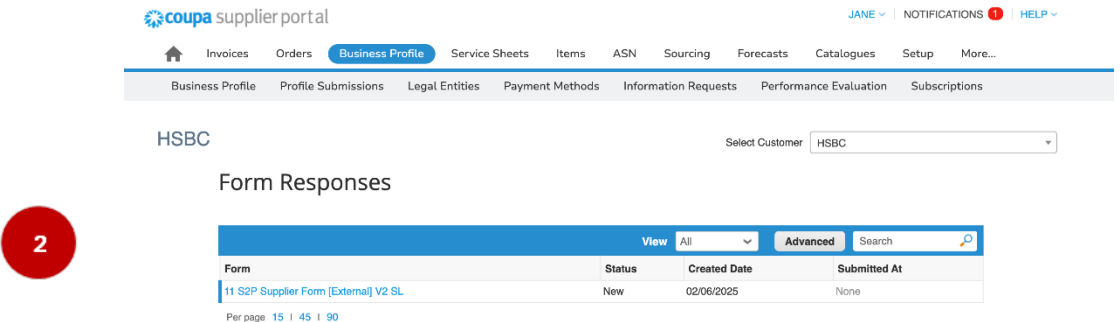 coupa supplier portal
JANE NOTIFICATIONS 1 HELP
Invoices Orders Business Profile Service Sheets Items ASN Sourcing Forecasts Catalogues Setup More...
Business Profile Profile Submissions Legal Entities Payment Methods Information Requests Performance Evaluation Subscriptions
HSBC
Select Customer HSBC
Form Responses
2
View All Advanced Search
Form Status Created Date Submitted At
11 S2P Supplier Form [External] V2 SL New 02/06/2025 None
Per page 15 | 45 | 90